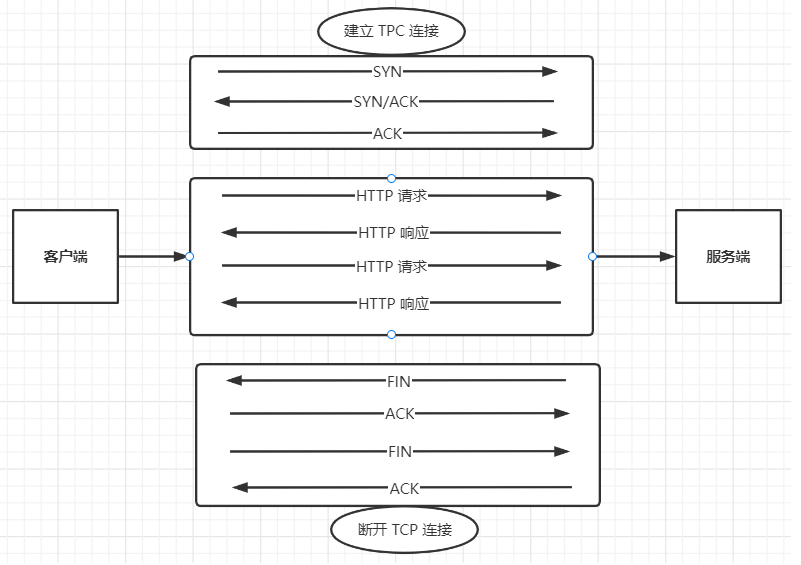 建立 TPC 连接
SYN
SYN/ACK
ACK
HTTP 请求
HTTP 响应
HTTP 请求
HTTP 响应
客户端
服务端
FIN
ACK
FIN
ACK
断开 TCP 连接